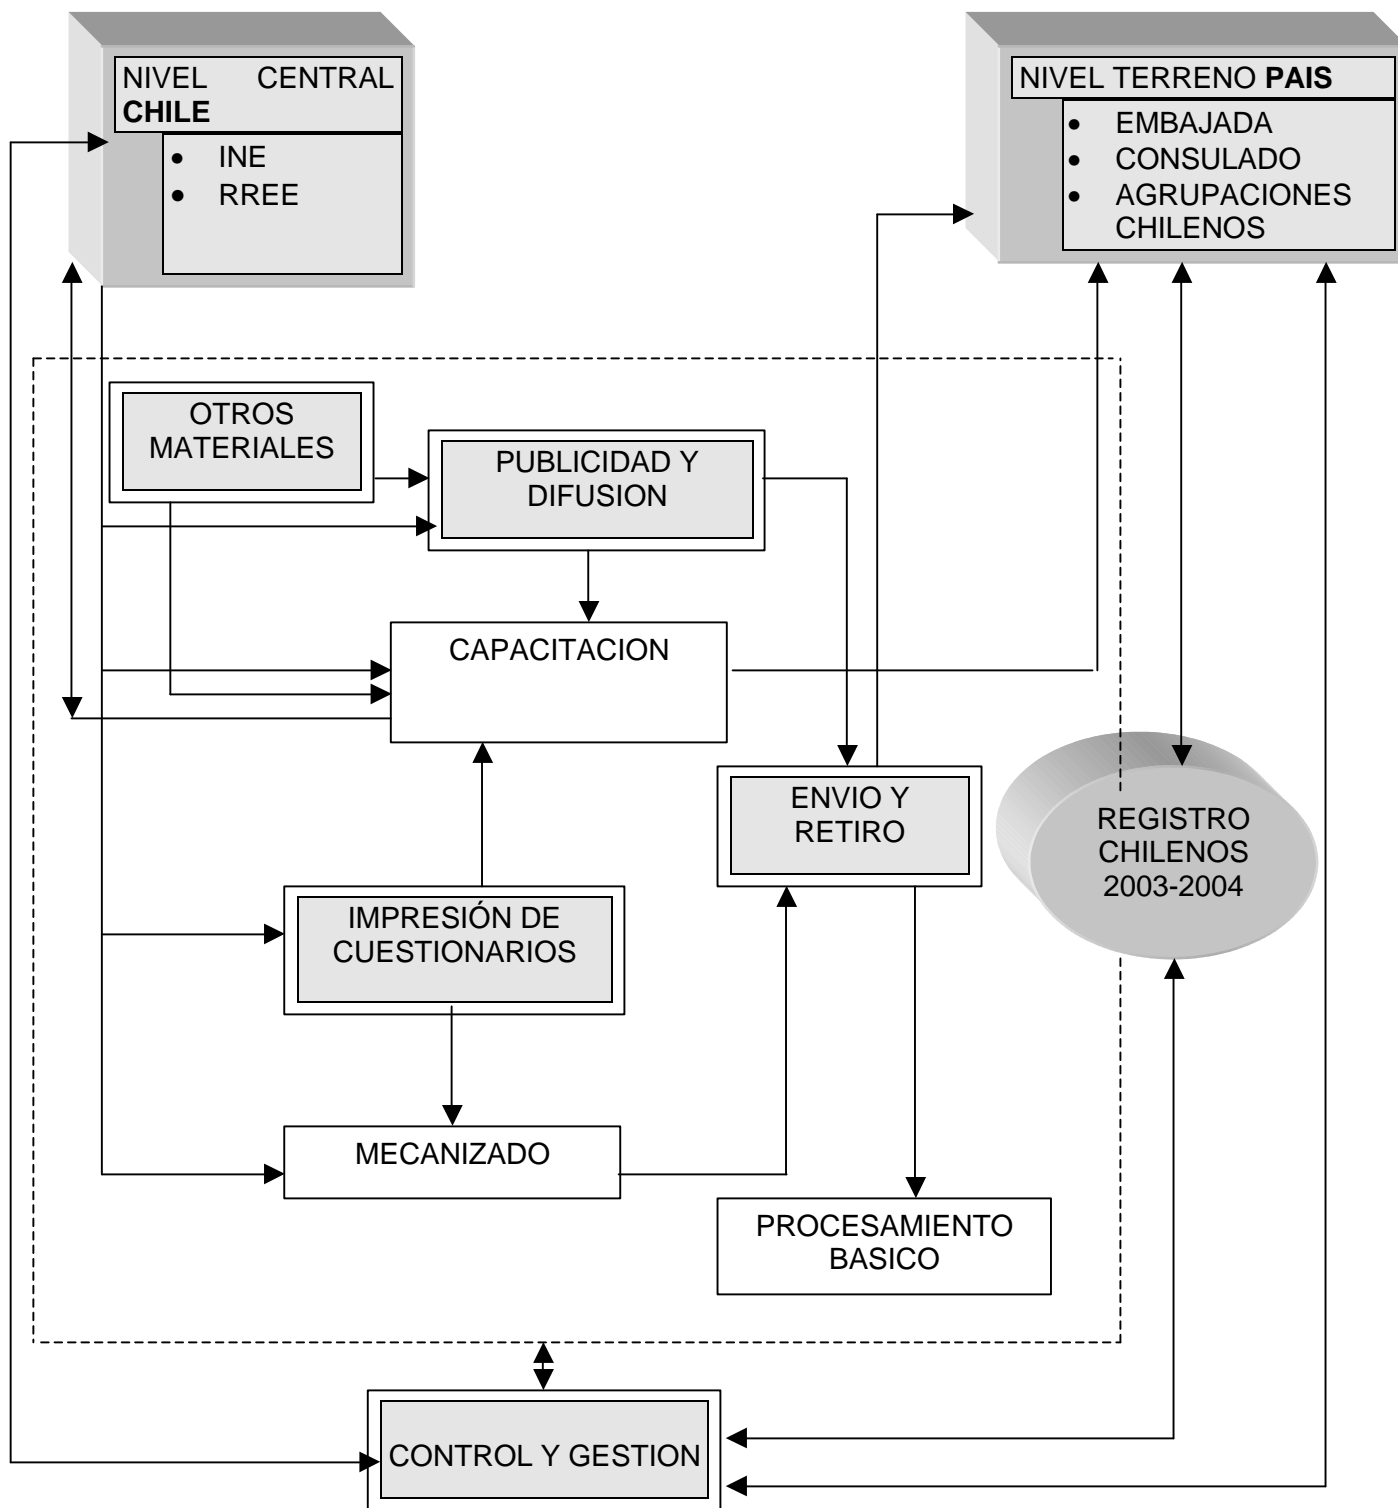 NIVEL CENTRAL
CHILE
• INE
• RREE
NIVEL TERRENO PAIS
• EMBAJADA
• CONSULADO
• AGRUPACIONES
CHILENOS
OTROS
MATERIALES
PUBLICIDAD Y
DIFUSION
CAPACITACION
ENVIO Y
RETIRO
REGISTRO
CHILENOS
2003-2004
IMPRESIÓN DE
CUESTIONARIOS
MECANIZADO
PROCESAMIENTO
BASICO
CONTROL Y GESTION